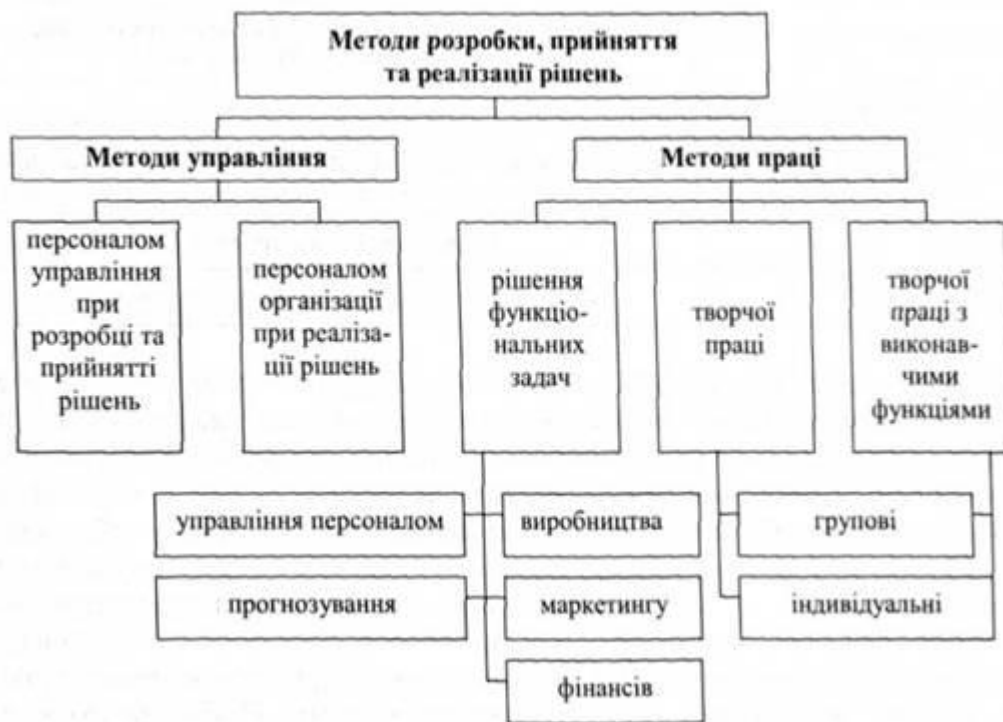 Методи розробки, прийняття
та реалізації рішень
Методи управління
Методи праці
персоналом
управління
при
розробці та
прийнятті
рішень
персоналом
організації
при реаліза-
ції рішень
рішення
функціо-
нальних
задач
творчої
праці
творчої
праці з
виконав-
чими
функціями
управління персоналом
виробництва
групові
прогнозування
маркетингу
індивідуальні
фінансів